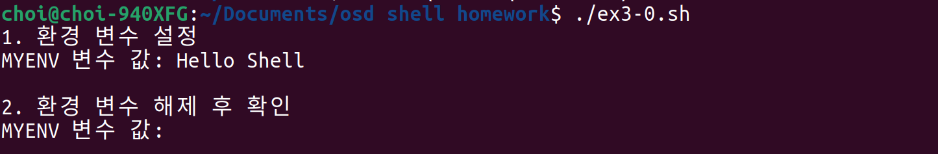 choi@choi-940XFG:~/Documents/osd shell homework$ ./ex3-0.sh
1. 환경 변수 설정
MYENV 변수 값: Hello Shell
2. 환경 변수 해제 후 확인
MYENV 변수 값: